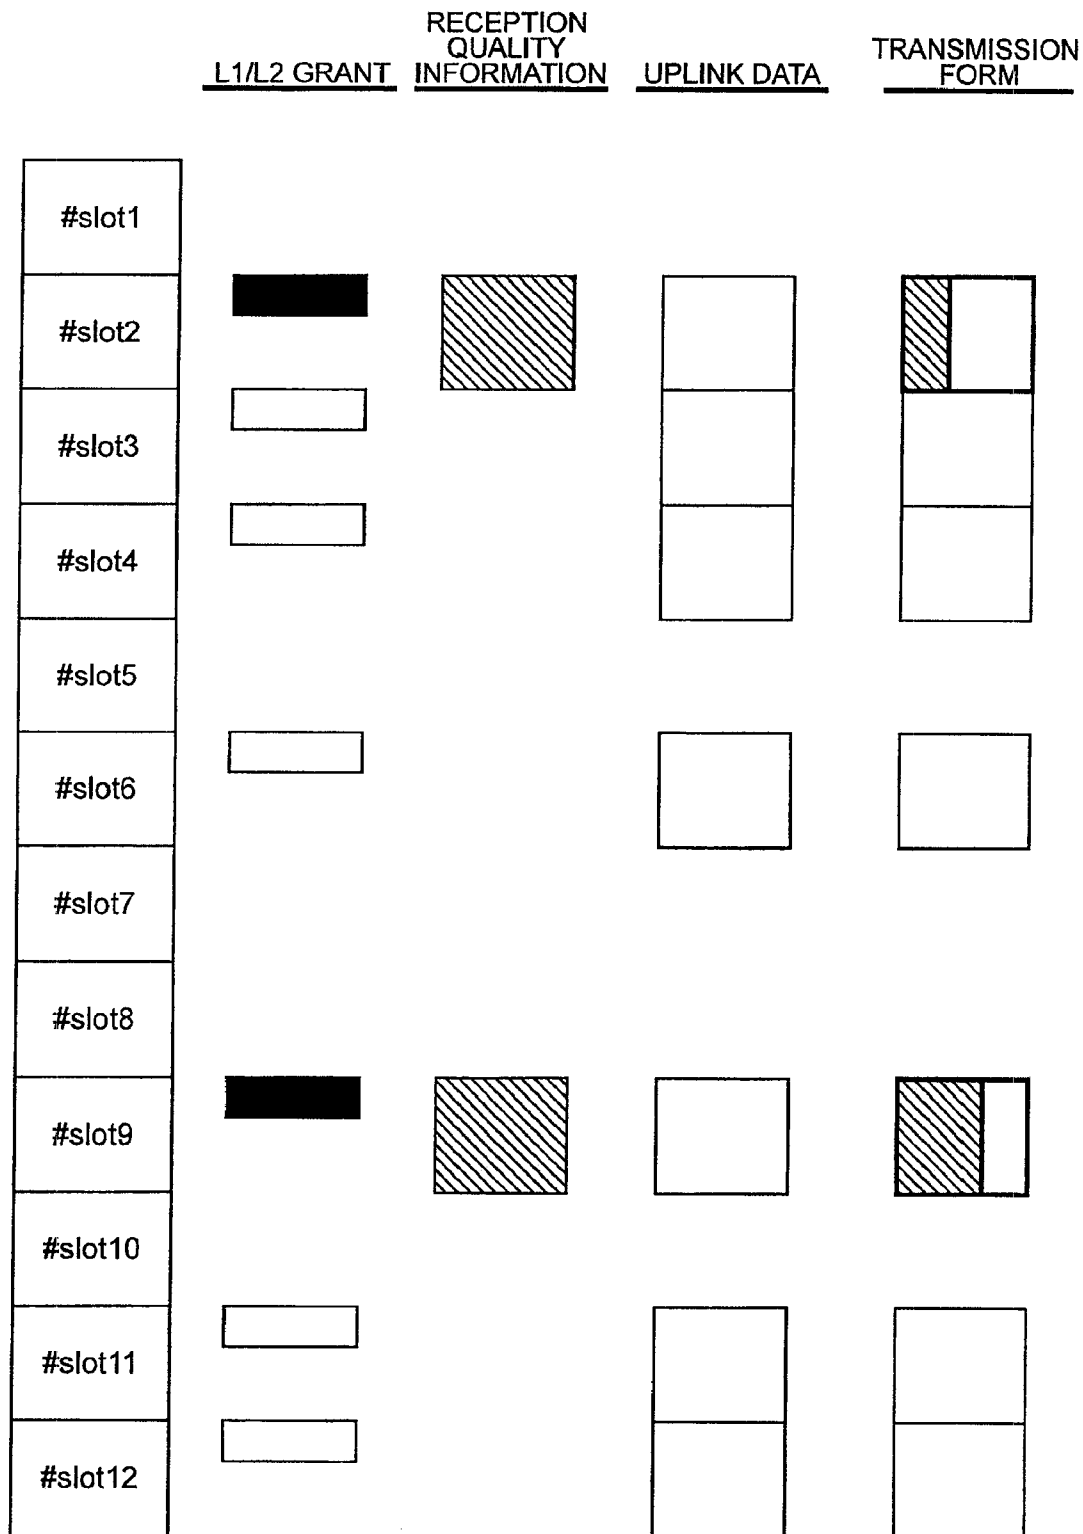 L1/L2 GRANT
RECEPTION
QUALITY
INFORMATION
UPLINK DATA
TRANSMISSION
FORM
#slot1
#slot2
#slot3
#slot4
#slot5
#slot6
#slot7
#slot8
#slot9
#slot10
#slot11
#slot12